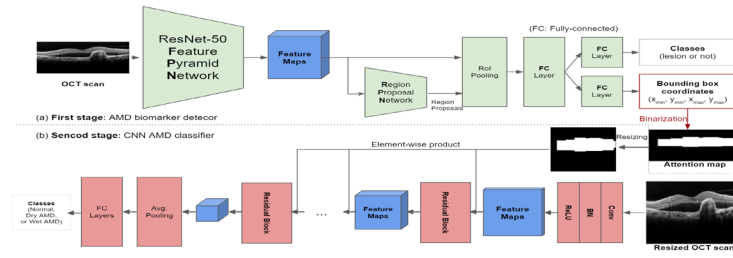 (FC: Fully-connected)
ResNet-50
Feature
Pyramid
Network
OCT scan
Feature
Maps
Region
Proposal
Network
Region
Proposals
RoI
Pooling
FC
Layer
FC
Layer
FC
Layer
Classes
(lesion or not)
Bounding box
coordinates
(xmin, ymin, xmax, ymax)
Binarization
(a) First stage: AMD biomarker detecor
(b) Sencod stage: CNN AMD classifier
Resizing
Attention map
Element-wise product
Classes
(Normal,
Dry AMD,
or Wet AMD)
FC
Layers
Avg.
Pooling
Residual Block
...
Feature
Maps
Residual Block
Feature
Maps
ReLU
BN
Conv
Resized OCT scan